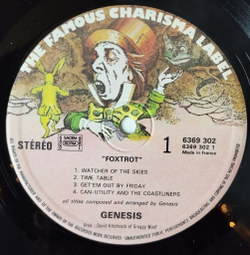 THE FAMOUS CHARISMA LABEL
STÉRÉO
1
6369 302
6369 302 1
Made in France
"FOXTROT"
1. WATCHER OF THE SKIES
2. TIME TABLE
3. GET'EM OUT BY FRIDAY
4. CAN-UTILITY AND THE COASTLINERS
all titles composed and arranged by Genesis
GENESIS